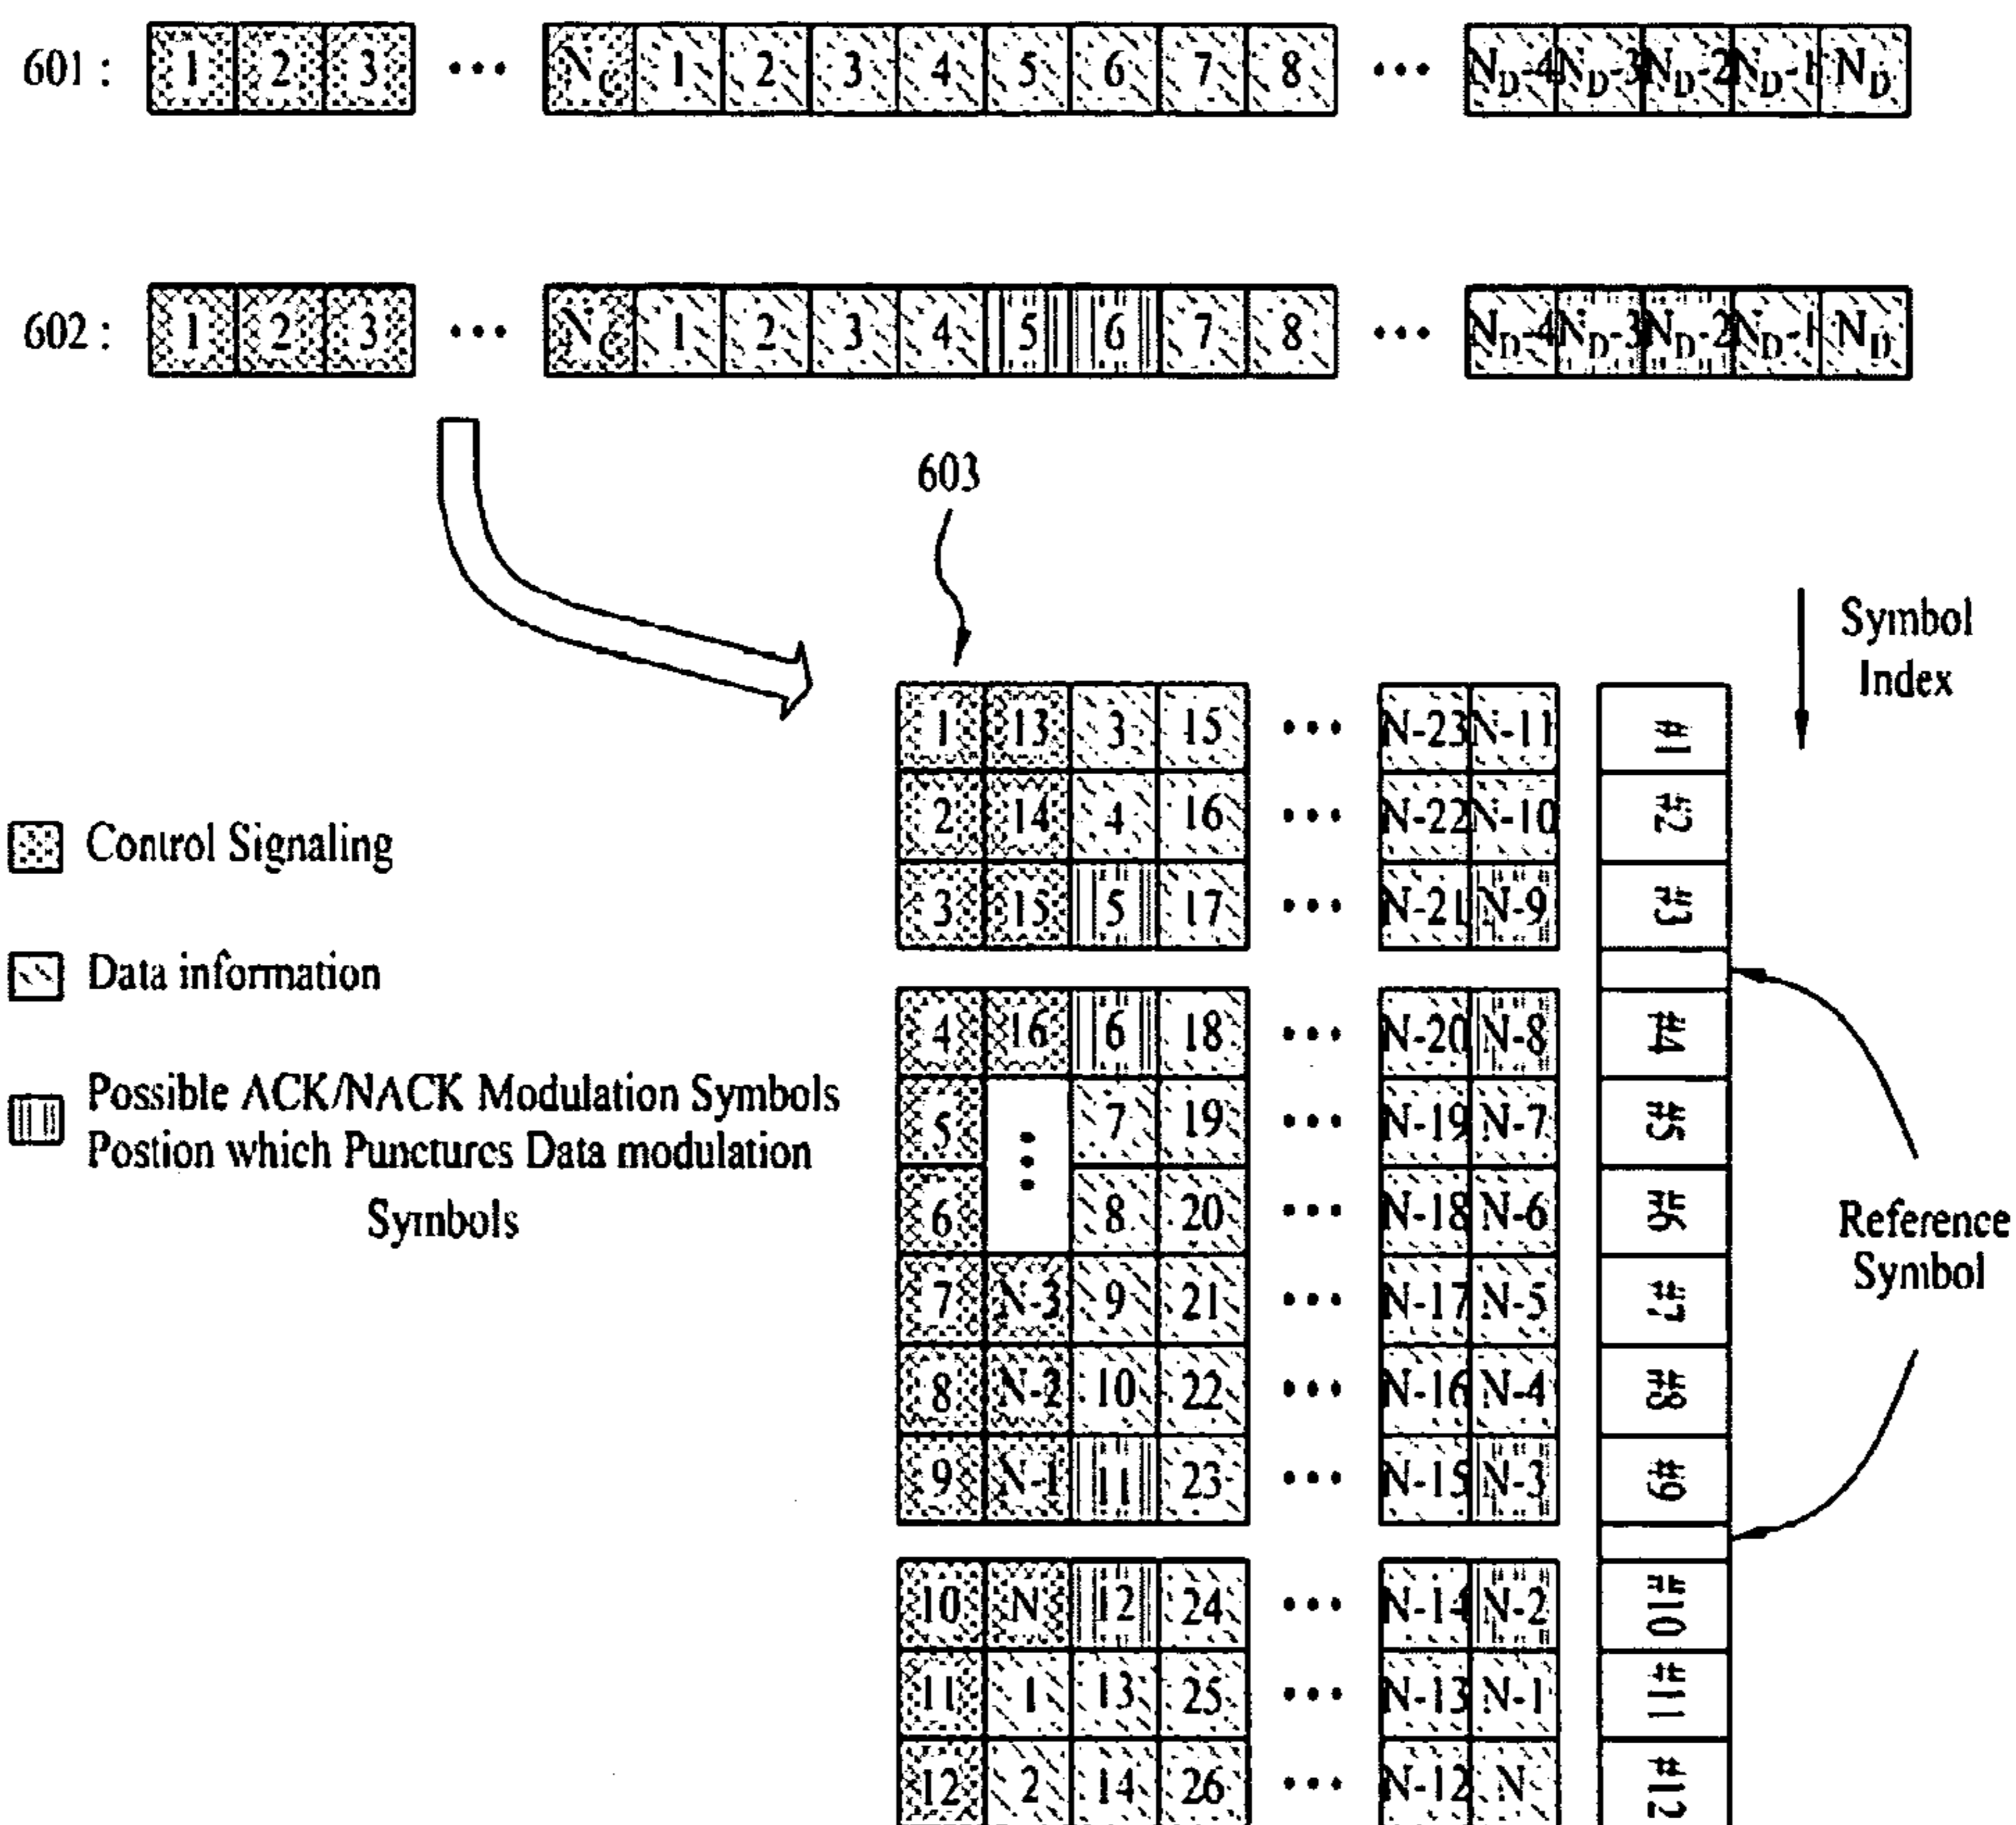 601 : 1 2 3 ••• N_C 1 2 3 4 5 6 7 8 ••• N_D-4 N_D-3 N_D-2 N_D-1 N_D
602 : 1 2 3 ••• N_C 1 2 3 4 5 6 7 8 ••• N_D-4 N_D-3 N_D-2 N_D-1 N_D
603
Symbol
Index
1 13 3 15 ••• N-23 N-11 #1
2 14 4 16 ••• N-22 N-10 #2
3 15 5 17 ••• N-21 N-9 #3
4 16 6 18 ••• N-20 N-8 #4
5 7 19 ••• N-19 N-7 #5
6 8 20 ••• N-18 N-6 #6
7 N-3 9 21 ••• N-17 N-5 #7
8 N-2 10 22 ••• N-16 N-4 #8
9 N-1 11 23 ••• N-15 N-3 #9
10 N 12 24 ••• N-14 N-2 #10
11 1 13 25 ••• N-13 N-1 #11
12 2 14 26 ••• N-12 N #12
Control Signaling
Data information
Possible ACK/NACK Modulation Symbols
Postion which Punctures Data modulation
Symbols
Reference
Symbol